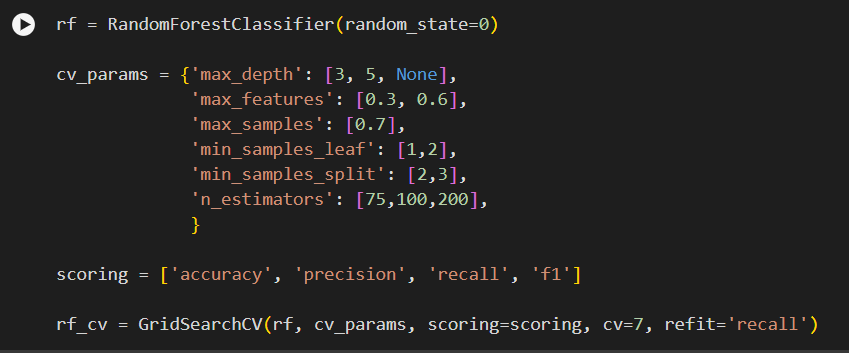 rf = RandomForestClassifier(random_state=0)
cv_params = {'max_depth': [3, 5, None],
'max_features': [0.3, 0.6],
'max_samples': [0.7],
'min_samples_leaf': [1,2],
'min_samples_split': [2,3],
'n_estimators': [75,100,200],
}
scoring = ['accuracy', 'precision', 'recall', 'f1']
rf_cv = GridSearchCV(rf, cv_params, scoring=scoring, cv=7, refit='recall')